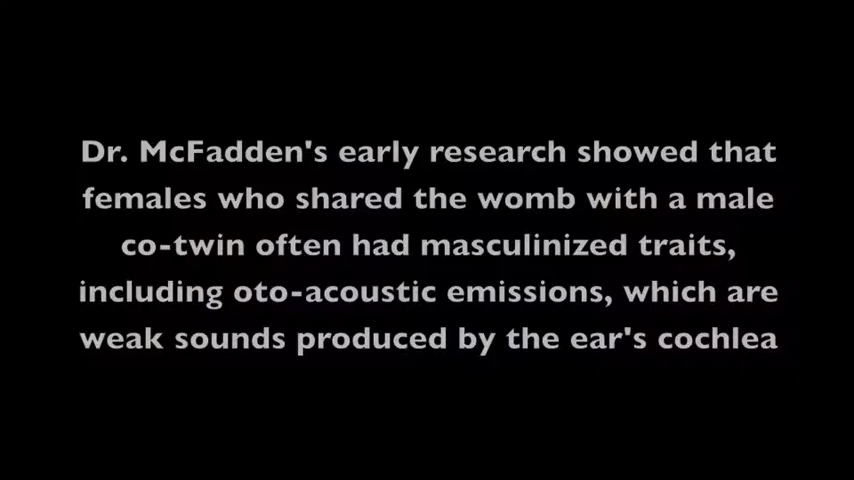 Dr. McFadden's early research showed that
females who shared the womb with a male
co-twin often had masculinized traits,
including oto-acoustic emissions, which are
weak sounds produced by the ear's cochlea